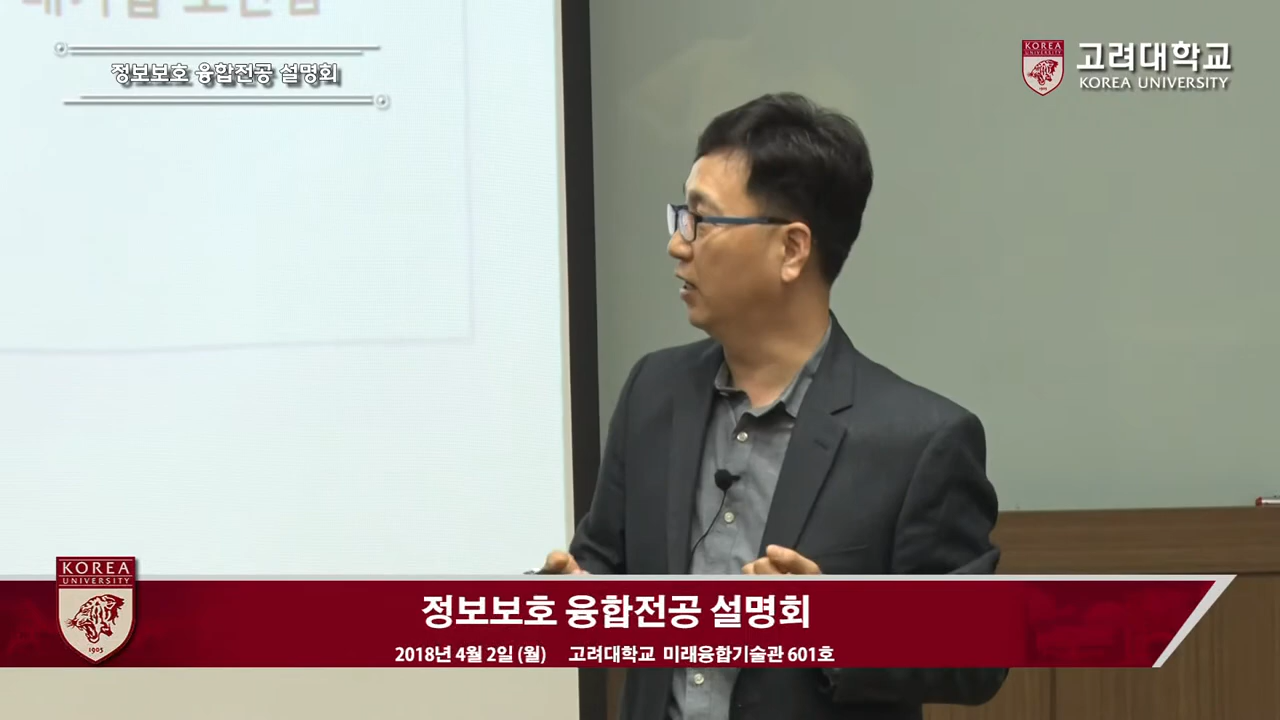 정보보호 융합전공 설명회
KOREA
UNIVERSITY
1905
고려대학교
KOREA UNIVERSITY
KOREA
UNIVERSITY
1905
정보보호 융합전공 설명회
2018년 4월 2일 (월) 고려대학교 미래융합기술관 601호